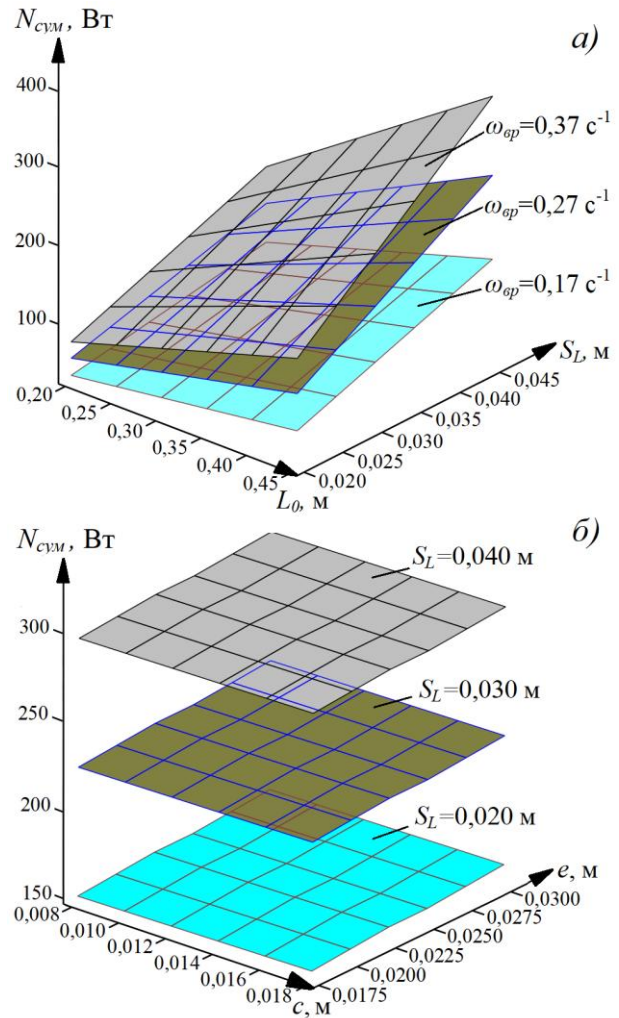 N_сум, Вт
а)
400
300
200
100
ω_вр=0,37 с⁻¹
ω_вр=0,27 с⁻¹
ω_вр=0,17 с⁻¹
S_L, м
0,045
0,040
0,035
0,030
0,025
0,020
0,20
0,25
0,30
0,35
0,40
0,45
L_0, м
N_сум, Вт
б)
300
250
200
150
S_L=0,040 м
S_L=0,030 м
S_L=0,020 м
e, м
0,0300
0,0275
0,0250
0,0225
0,0200
0,0175
0,008
0,010
0,012
0,014
0,016
0,018
c, м